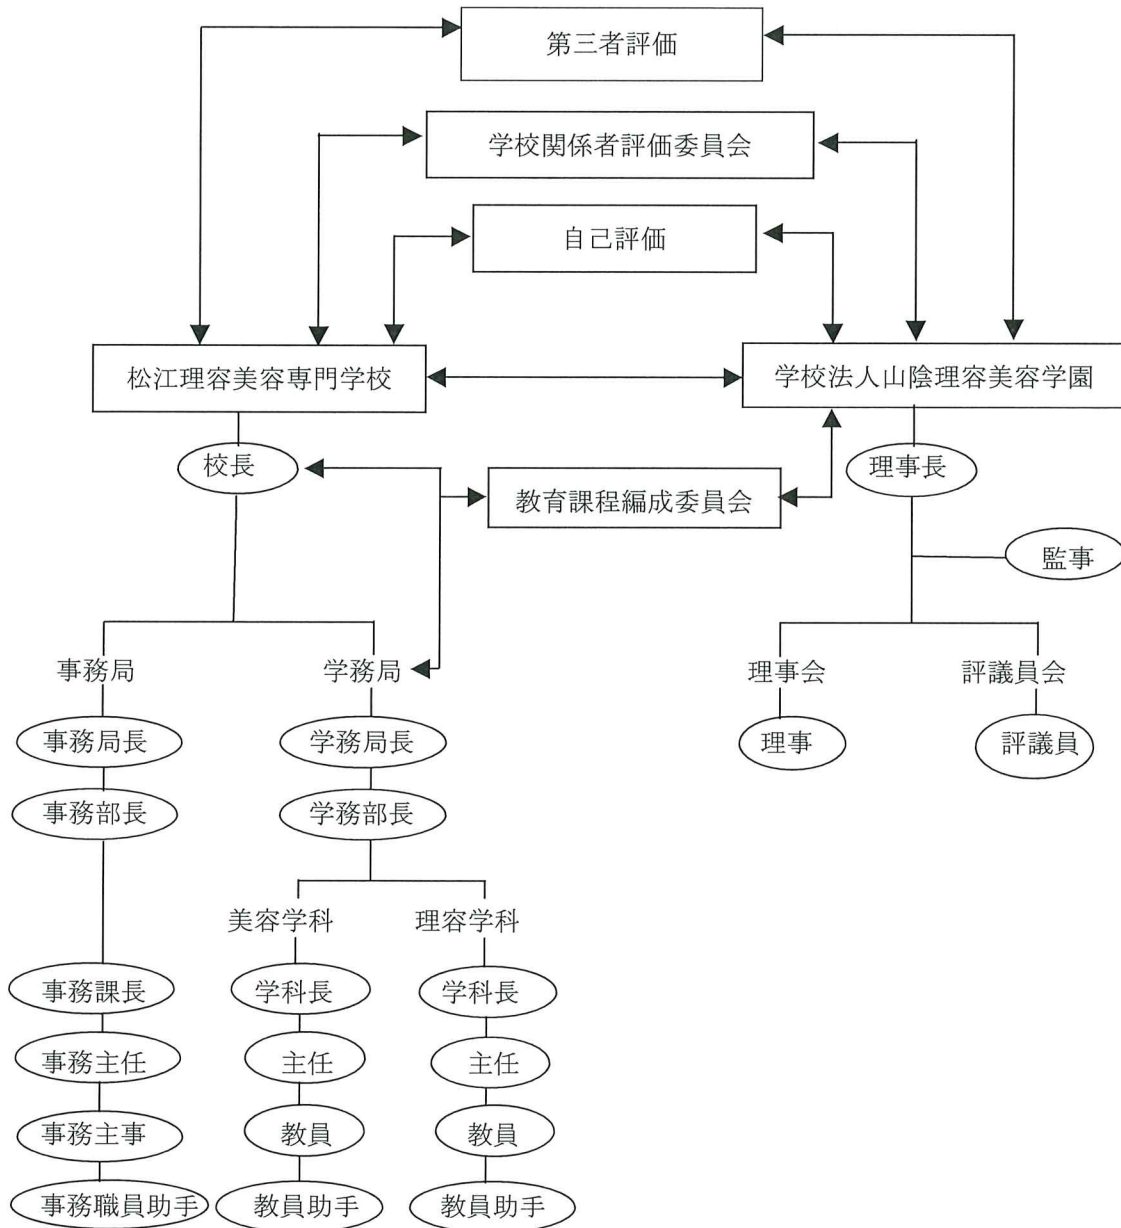 第三者評価
学校関係者評価委員会
自己評価
松江理容美容専門学校
学校法人山陰理容美容学園
校長
理事長
教育課程編成委員会
監事
事務局
学務局
理事会
評議員会
事務局長
学務局長
理事
評議員
事務部長
学務部長
美容学科
理容学科
事務課長
学科長
学科長
事務主任
主任
主任
事務主事
教員
教員
事務職員助手
教員助手
教員助手